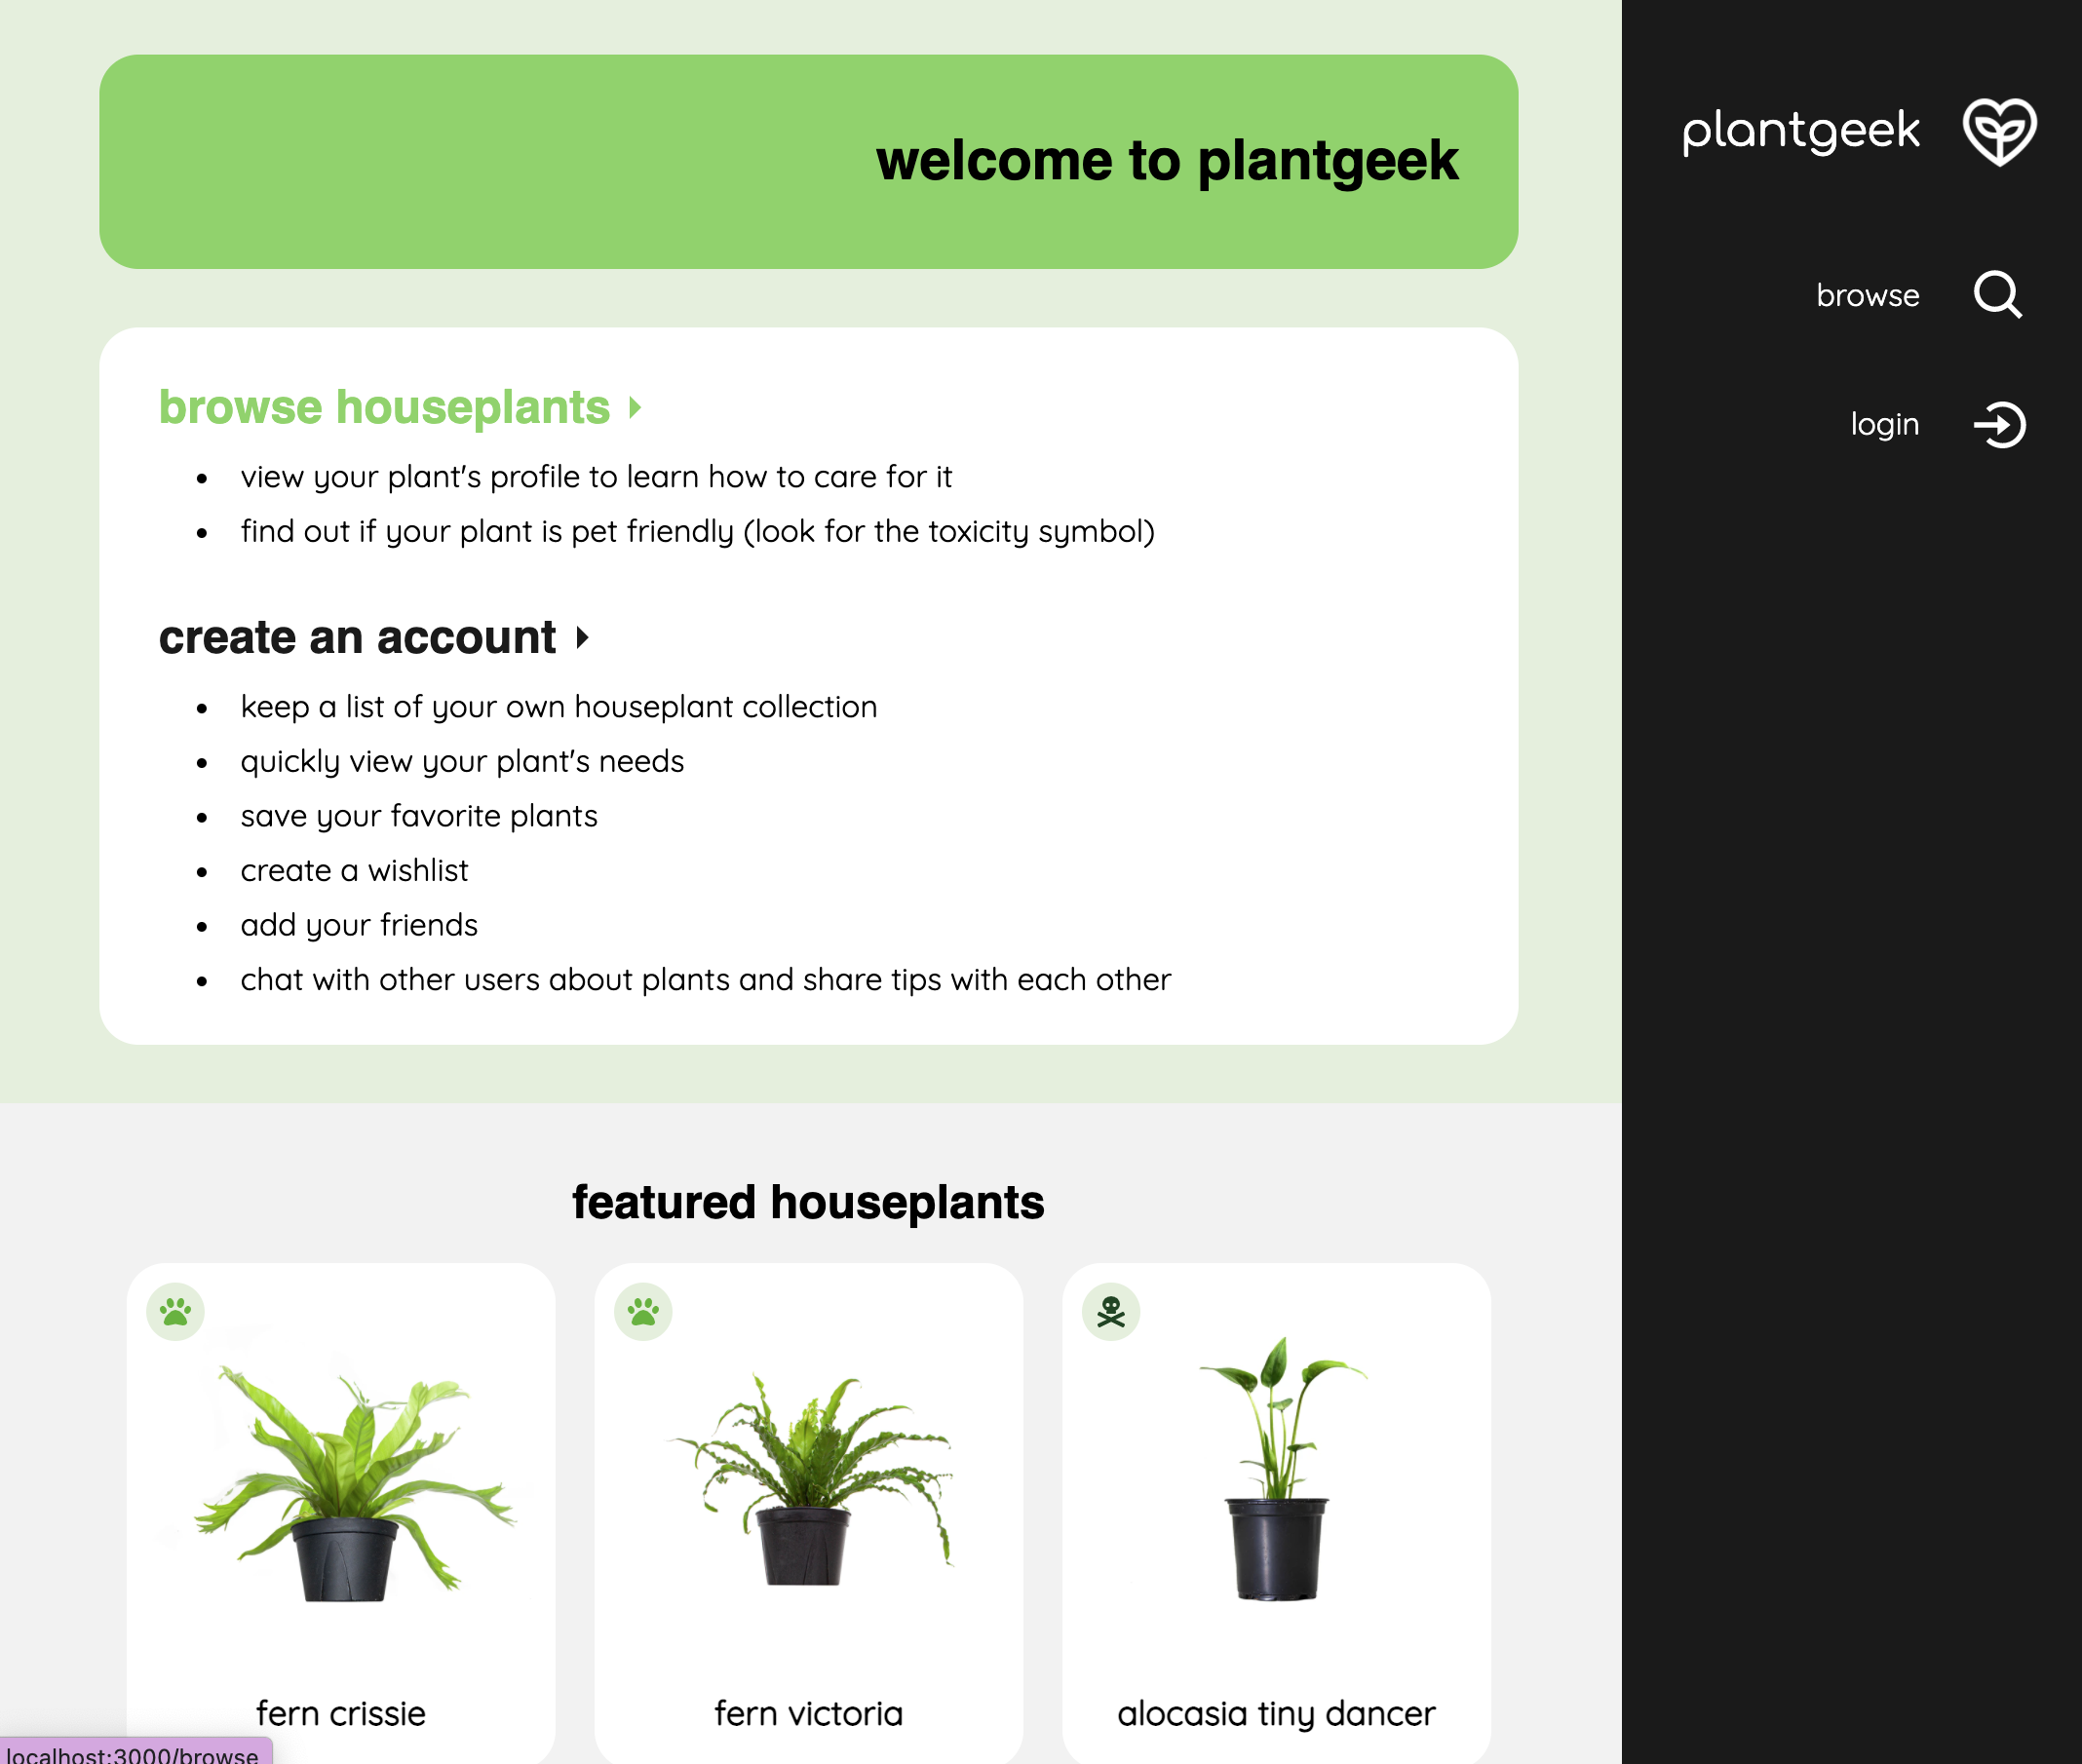 welcome to plantgeek
browse houseplants
view your plant's profile to learn how to care for it
find out if your plant is pet friendly (look for the toxicity symbol)
create an account
keep a list of your own houseplant collection
quickly view your plant's needs
save your favorite plants
create a wishlist
add your friends
chat with other users about plants and share tips with each other
featured houseplants
fern crissie
fern victoria
alocasia tiny dancer
localhost:3000/browse
plantgeek
browse
login